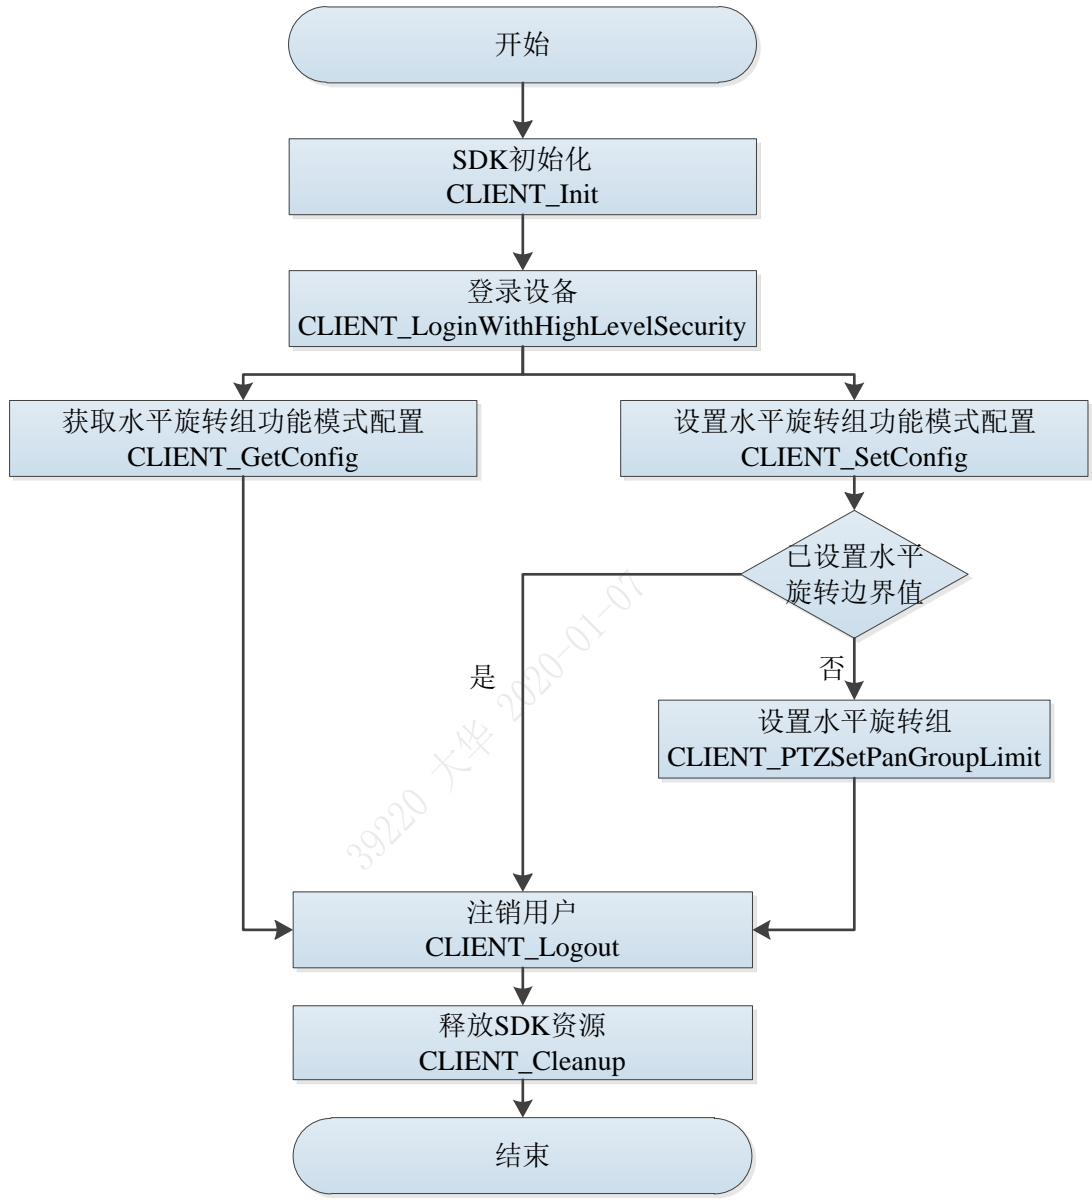 开始
SDK初始化
CLIENT_Init
登录设备
CLIENT_LoginWithHighLevelSecurity
获取水平旋转组功能模式配置
CLIENT_GetConfig
设置水平旋转组功能模式配置
CLIENT_SetConfig
已设置水平
旋转边界值
是
否
设置水平旋转组
CLIENT_PTZSetPanGroupLimit
39220 大华 2020-01-07
注销用户
CLIENT_Logout
释放SDK资源
CLIENT_Cleanup
结束